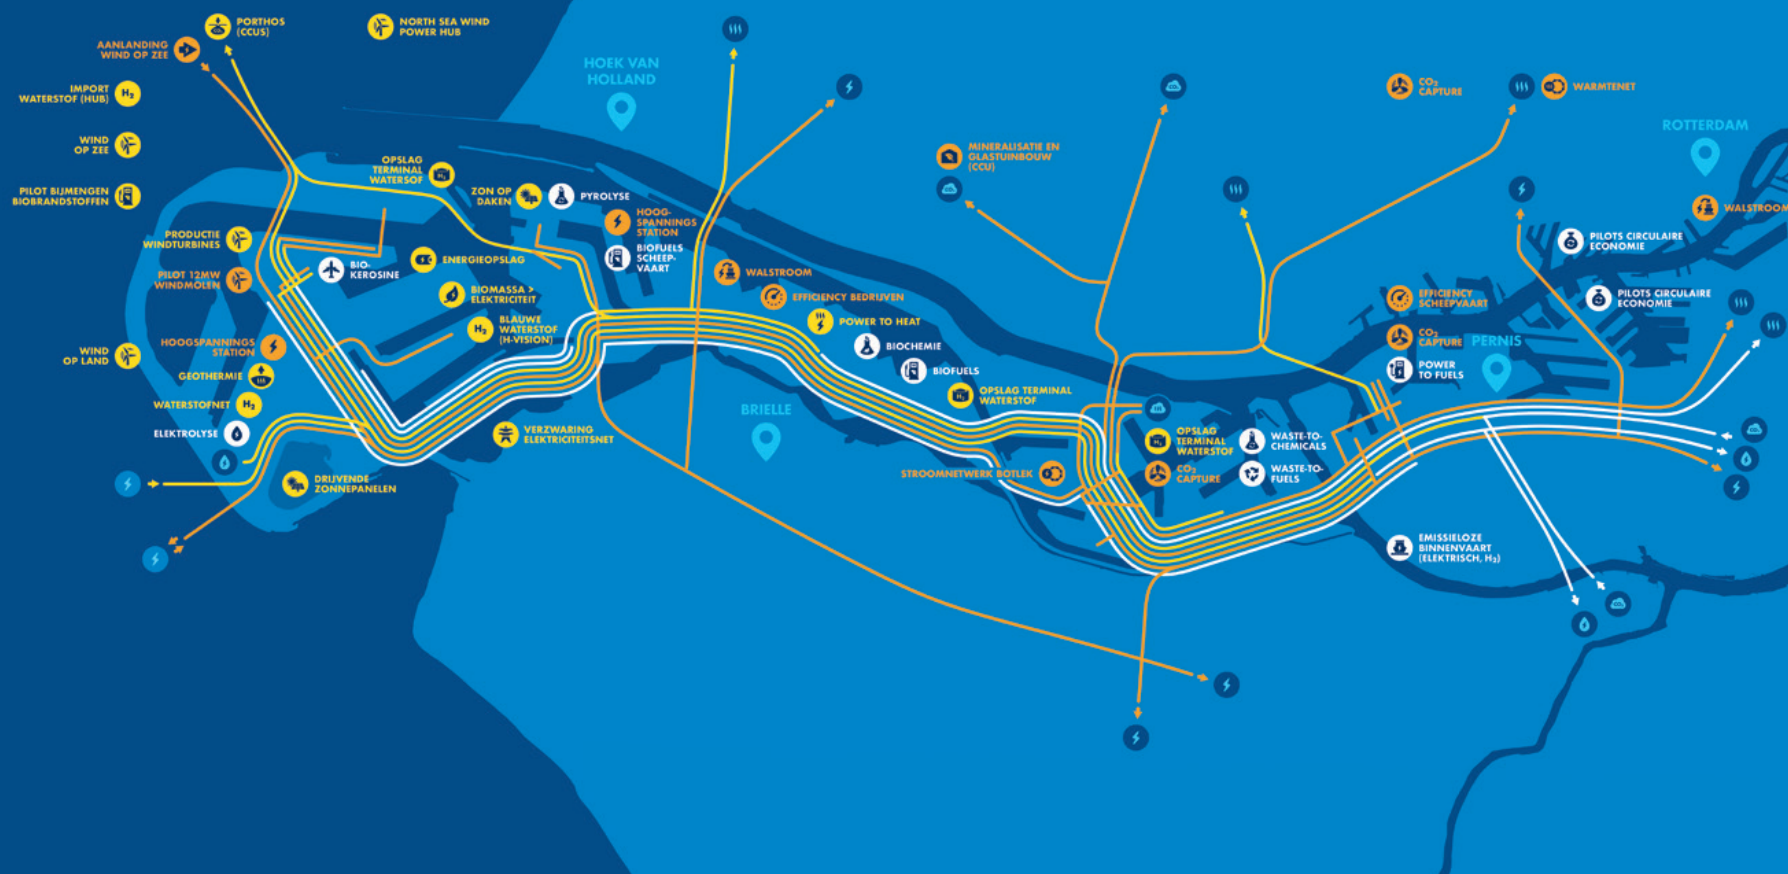 PORTHOS
(CCUS)
NORTH SEA WIND
POWER HUB
AANLANDING
WIND OP ZEE
IMPORT
WATERSTOF (HUB)
H₂
WIND
OP ZEE
PILOT BIJMENGEN
BIOBRANDSTOFFEN
HOEK VAN
HOLLAND
OPSLAG
TERMINAL
WATERSOF
ZON OP
DAKEN
PYROLYSE
HOOG-
SPANNINGS
STATION
BIOFUELS
SCHEEP-
VAART
PRODUCTIE
WINDTURBINES
PILOT 12MW
WINDMOLEN
BIO-
KEROSINE
ENERGIEOPSLAG
BIOMASSA >
ELEKTRICITEIT
H₂
BLAUWE
WATERSTOF
(H-VISION)
HOOGSPANNINGS
STATION
WIND
OP LAND
GEOTHERMIE
WATERSTOFNET
H₂
ELEKTROLYSE
DRIJVENDE
ZONNEPANELEN
VERZWARING
ELEKTRICITEITSNET
WALSTROOM
EFFICIENCY BEDRIJVEN
POWER TO HEAT
BIOCHEMIE
BIOFUELS
OPSLAG TERMINAL
WATERSTOF
BRIELLE
MINERALISATIE EN
GLASTUINBOUW
(CCU)
STROOMNETWERK BOTLEK
OPSLAG
TERMINAL
WATERSTOF
CO₂
CAPTURE
WASTE-TO-
CHEMICALS
WASTE-TO-
FUELS
CO₂
CAPTURE
WARMTENET
ROTTERDAM
WALSTROOM
PILOTS CIRCULAIRE
ECONOMIE
PILOTS CIRCULAIRE
ECONOMIE
EFFICIENCY
SCHEEPVAART
CO₂
CAPTURE
PERNIS
POWER
TO FUELS
EMISSIELOZE
BINNENVAART
(ELEKTRISCH, H₂)